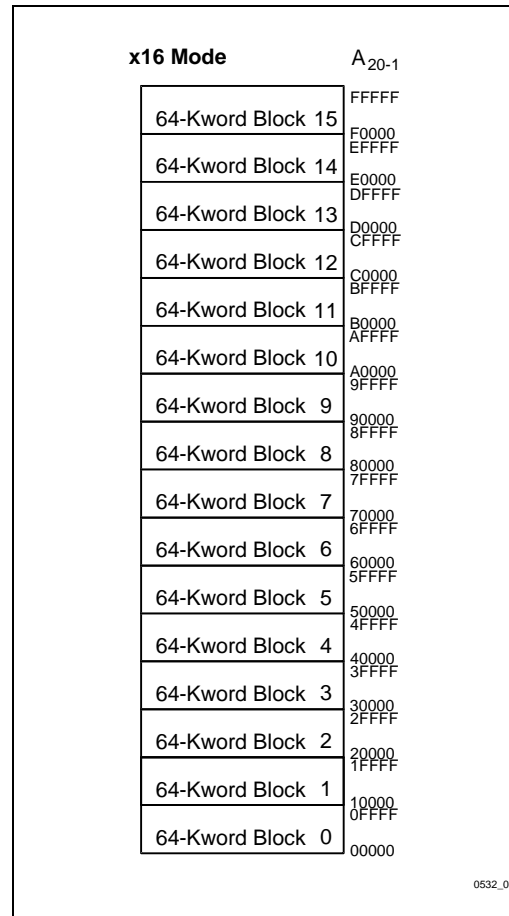 x16 Mode A20-1
FFFFF
64-Kword Block 15
F0000
EFFFF
64-Kword Block 14
E0000
DFFFF
64-Kword Block 13
D0000
CFFFF
64-Kword Block 12
C0000
BFFFF
64-Kword Block 11
B0000
AFFFF
64-Kword Block 10
A0000
9FFFF
64-Kword Block 9
90000
8FFFF
64-Kword Block 8
80000
7FFFF
64-Kword Block 7
70000
6FFFF
64-Kword Block 6
60000
5FFFF
64-Kword Block 5
50000
4FFFF
64-Kword Block 4
40000
3FFFF
64-Kword Block 3
30000
2FFFF
64-Kword Block 2
20000
1FFFF
64-Kword Block 1
10000
0FFFF
64-Kword Block 0
00000
0532_0